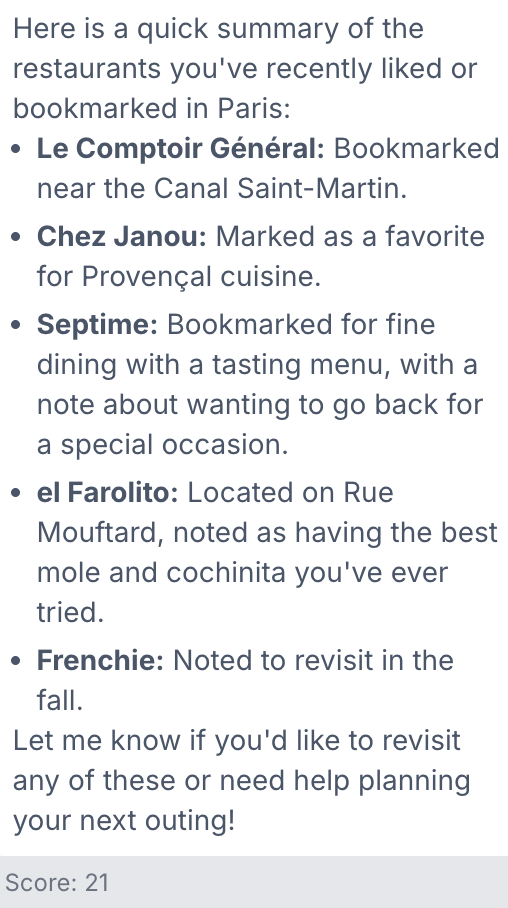 Here is a quick summary of the
restaurants you've recently liked or
bookmarked in Paris:
• Le Comptoir Général: Bookmarked
near the Canal Saint-Martin.
• Chez Janou: Marked as a favorite
for Provençal cuisine.
• Septime: Bookmarked for fine
dining with a tasting menu, with a
note about wanting to go back for
a special occasion.
• el Farolito: Located on Rue
Mouftard, noted as having the best
mole and cochinita you've ever
tried.
• Frenchie: Noted to revisit in the
fall.
Let me know if you'd like to revisit
any of these or need help planning
your next outing!
Score: 21